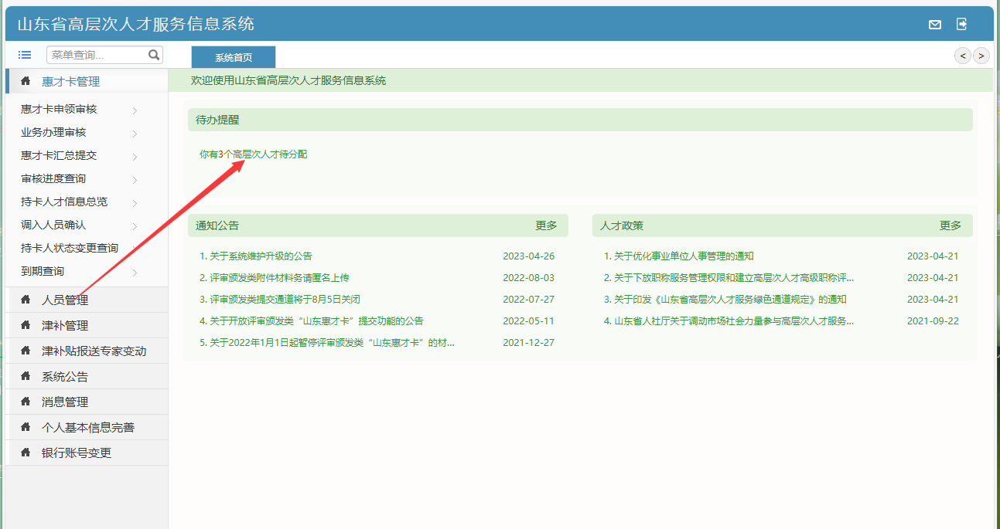 山东省高层次人才服务信息系统
菜单查询...
系统首页
< >
惠才卡管理
惠才卡申领审核
业务办理审核
惠才卡汇总提交
审核进度查询
持卡人才信息总览
调入人员确认
持卡人状态变更查询
到期查询
人员管理
津补管理
津补贴报送专家变动
系统公告
消息管理
个人基本信息完善
银行账号变更
欢迎使用山东省高层次人才服务信息系统
待办提醒
你有3个高层次人才待分配
通知公告 更多
1. 关于系统维护升级的公告 2023-04-26
2. 评审颁发类附件材料务请匿名上传 2022-08-03
3. 评审颁发类提交通道将于8月5日关闭 2022-07-27
4. 关于开放评审颁发类“山东惠才卡”提交功能的公告 2022-05-11
5. 关于2022年1月1日起暂停评审颁发类“山东惠才卡”的材... 2021-12-27
人才政策 更多
1. 关于优化事业单位人事管理的通知 2023-04-21
2. 关于下放职称服务管理权限和建立高层次人才高级职称评... 2023-04-21
3. 关于印发《山东省高层次人才服务绿色通道规定》的通知 2023-04-21
4. 山东省人社厅关于调动市场社会力量参与高层次人才服务... 2021-09-22